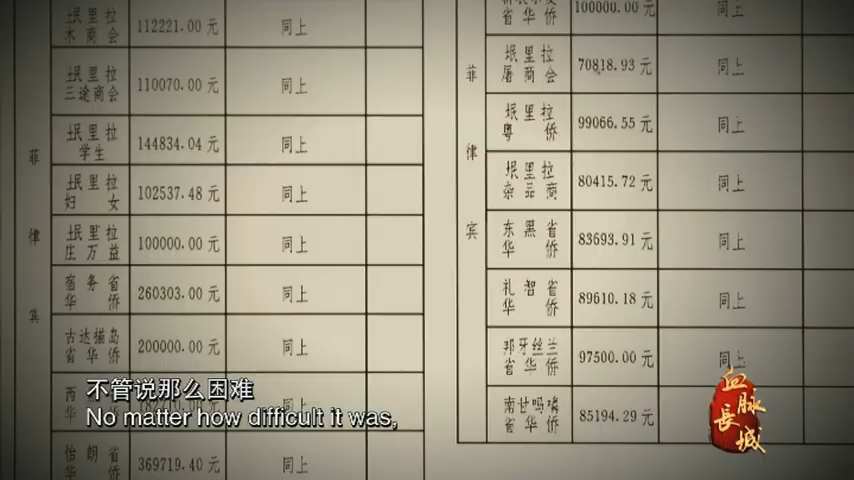 岷里拉
木商会
112221.00元
同上
岷里拉
三途商会
110070.00元
同上
岷里拉
学生
144834.04元
同上
岷里拉
妇女
102537.48元
同上
岷里拉
庄万益
100000.00元
同上
宿务省
华侨
260303.00元
同上
古达描岛
省华侨
200000.00元
同上
同上
怡朗省
华侨
369719.40元
同上
菲律宾
省华侨
100000.00元
同上
岷里拉
屠商会
70818.93元
同上
岷里拉
粤侨
99066.55元
同上
岷里拉
杂品商
80415.72元
同上
东黑省
华侨
83693.91元
同上
礼智省
华侨
89610.18元
同上
邦牙丝兰
省华侨
97500.00元
同上
南甘吗璘
省华侨
85194.29元
菲律宾
不管说那么困难
No matter how difficult it was,
血脉
長城